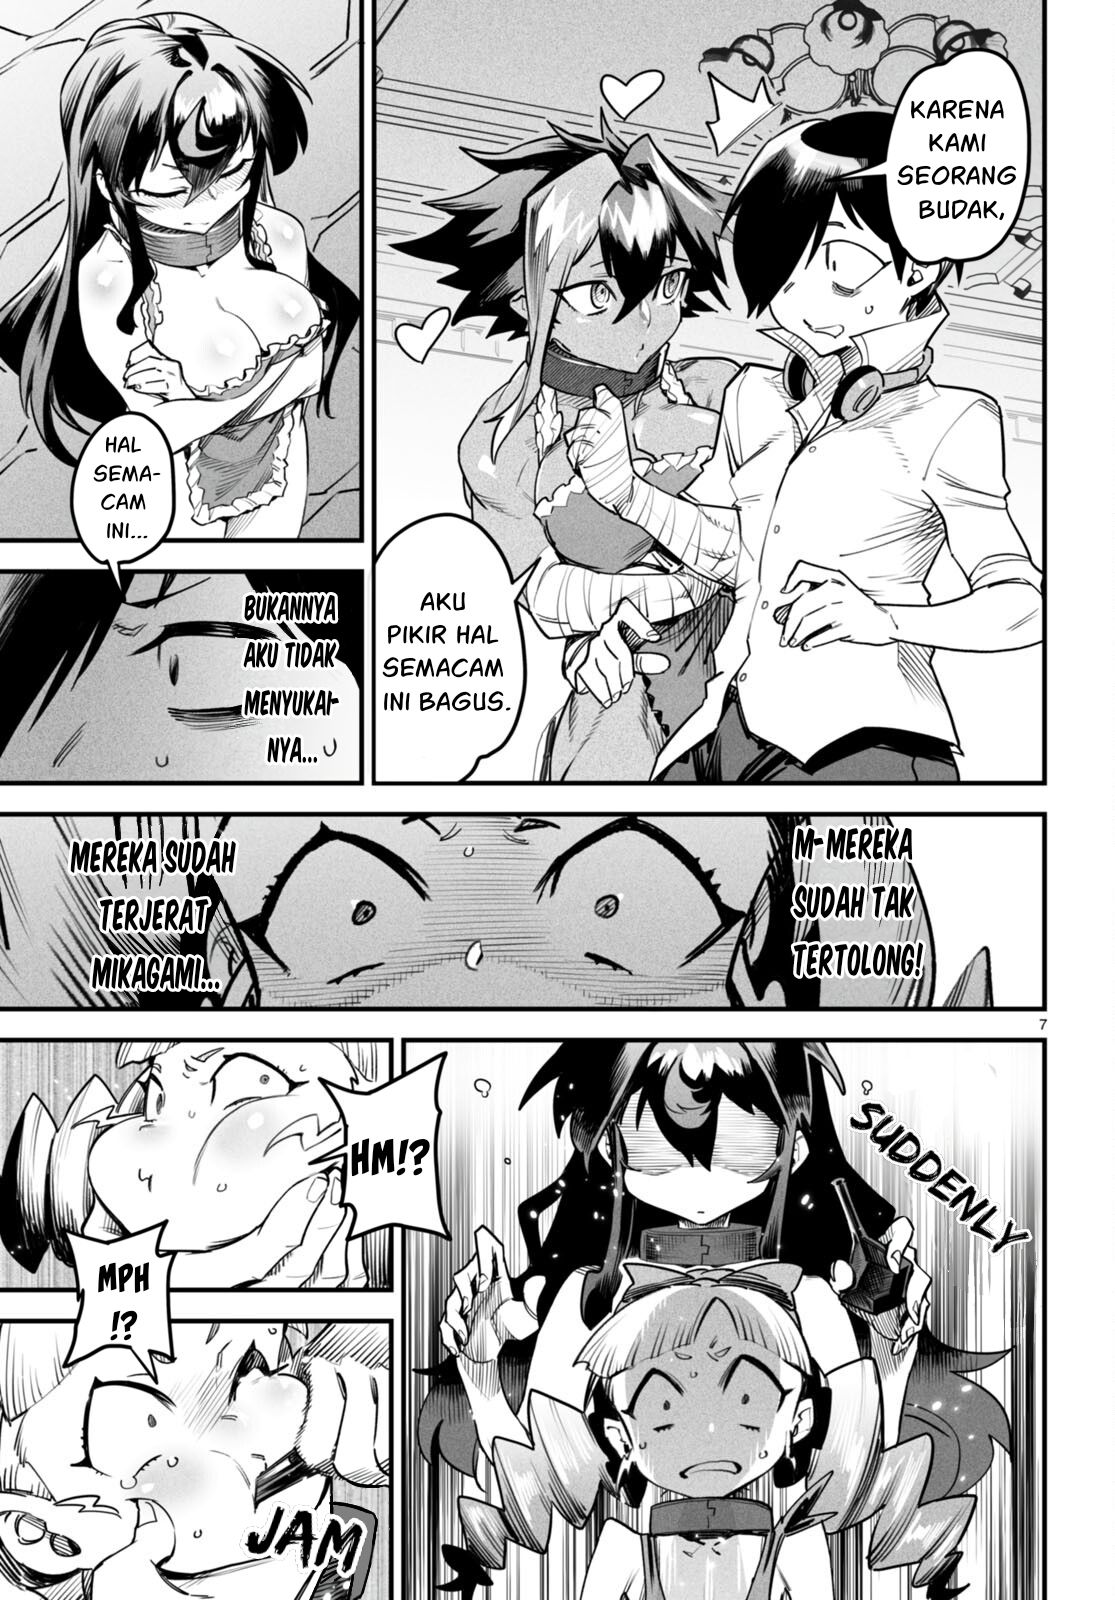 KARENA
KAMI
SEORANG
BUDAK,
AKU
PIKIR HAL
SEMACAM
INI BAGUS.
HAL
SEMA-
CAM
INI...
BUKANNYA
AKU TIDAK
MENYUKAI-
NYA...
M-MEREKA
SUDAH TAK
TERTOLONG!
MEREKA SUDAH
TERJERAT
MIKAGAMI...
7
SUDDENLY
HM!?
MPH
!?
JAM